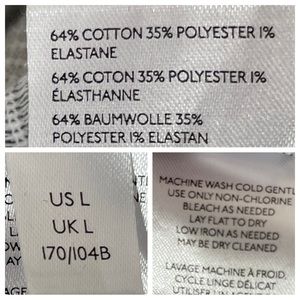 64% COTTON 35% POLYESTER 1%
ELASTANE
64% COTON 35% POLYESTER 1%
ÉLASTHANNE
64% BAUMWOLLE 35%
POLYESTER 1% ELASTAN
US L
UK L
170/104B
MACHINE WASH COLD GENTL
USE ONLY NON-CHLORINE
BLEACH AS NEEDED
LAY FLAT TO DRY
LOW IRON AS NEEDED
MAY BE DRY CLEANED
LAVAGE MACHINE À FROID,
CYCLE LINGE DÉLICAT